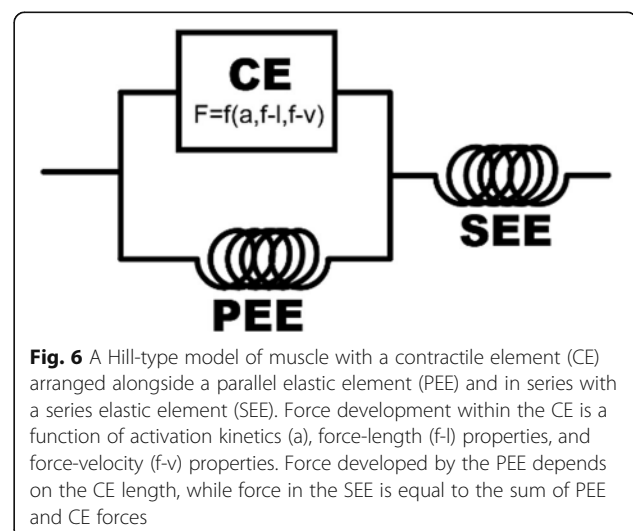 CE
F=f(a,f-l,f-v)
SEE
PEE
Fig. 6 A Hill-type model of muscle with a contractile element (CE)
arranged alongside a parallel elastic element (PEE) and in series with
a series elastic element (SEE). Force development within the CE is a
function of activation kinetics (a), force-length (f-l) properties, and
force-velocity (f-v) properties. Force developed by the PEE depends
on the CE length, while force in the SEE is equal to the sum of PEE
and CE forces